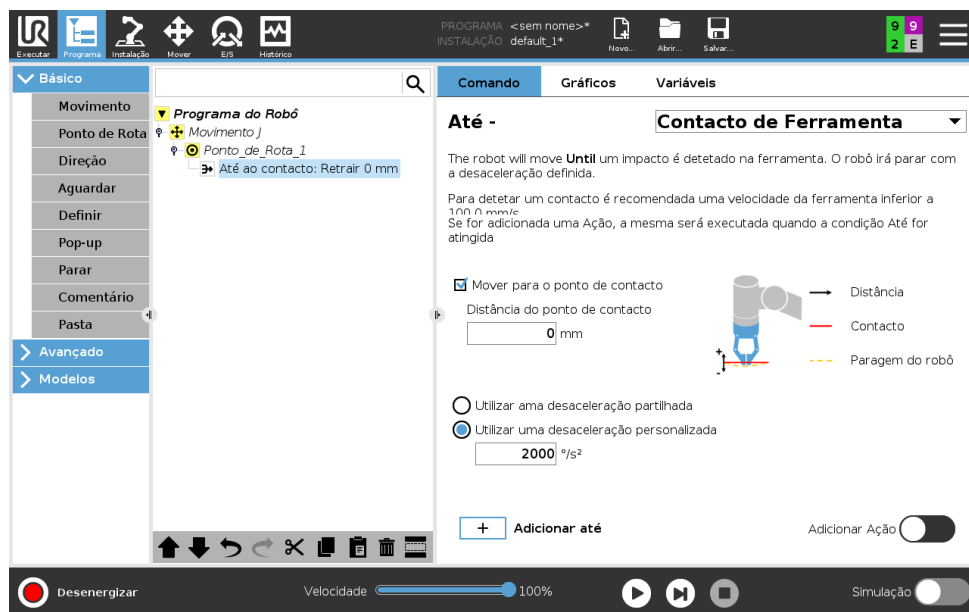 UR
PROGRAMA <sem nome>*
INSTALAÇÃO default_1*
Executar
Programa
Instalação
Mover
E/S
Histórico
Novo...
Abrir...
Salvar...
9 9
2 E
Básico
Movimento
Ponto de Rota
Direção
Aguardar
Definir
Pop-up
Parar
Comentário
Pasta
Avançado
Modelos
Programa do Robô
Movimento J
Ponto_de_Rota_1
Até ao contacto: Retrair 0 mm
Comando Gráficos Variáveis
Até - Contacto de Ferramenta
The robot will move Until um impacto é detetado na ferramenta. O robô irá parar com
a desaceleração definida.
Para detetar um contacto é recomendada uma velocidade da ferramenta inferior a
100.0 mm/s
Se for adicionada uma Ação, a mesma será executada quando a condição Até for
atingida
Mover para o ponto de contacto
Distância do ponto de contacto
0 mm
Distância
Contacto
Paragem do robô
Utilizar ama desaceleração partilhada
Utilizar uma desaceleração personalizada
2000 °/s²
+ Adicionar até
Adicionar Ação
Desenergizar
Velocidade 100%
Simulação